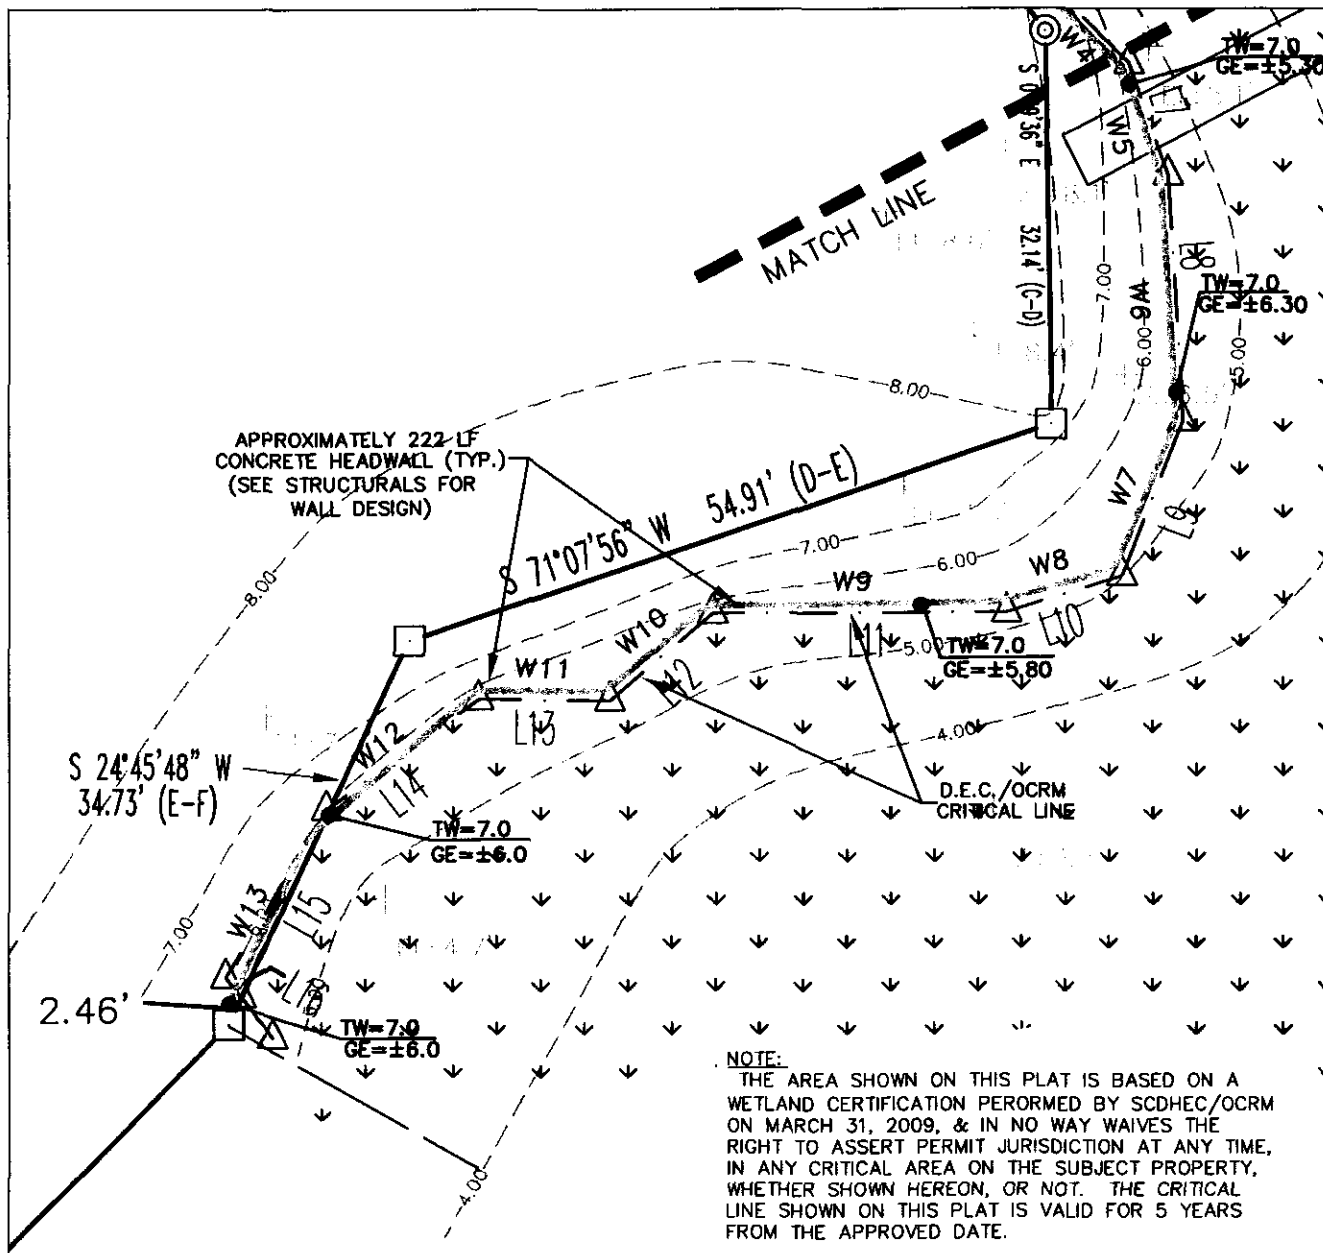 W4
TW=7.0
GE=±5.30
32.14' (C-D)
W5
MATCH LINE
7.00
L8
W6
TW=7.0
GE=±6.30
6.00
5.00
8.00
APPROXIMATELY 222 LF
CONCRETE HEADWALL (TYP.)
(SEE STRUCTURALS FOR
WALL DESIGN)
S 71°07'56" W 54.91' (D-E)
W7
L9
7.00
6.00
W8
8.00
W9
L10
W10
L11
5.00
TW=7.0
GE=±5.80
W11
L12
L13
W12
4.00
S 24°45'48" W
34.73' (E-F)
L14
D.E.C./OCRM
CRITICAL LINE
TW=7.0
GE=±6.0
W13
L15
7.00
2.46'
TW=7.0
GE=±6.0
4.00
NOTE:
THE AREA SHOWN ON THIS PLAT IS BASED ON A
WETLAND CERTIFICATION PERORMED BY SCDHEC/OCRM
ON MARCH 31, 2009, & IN NO WAY WAIVES THE
RIGHT TO ASSERT PERMIT JURISDICTION AT ANY TIME,
IN ANY CRITICAL AREA ON THE SUBJECT PROPERTY,
WHETHER SHOWN HEREON, OR NOT. THE CRITICAL
LINE SHOWN ON THIS PLAT IS VALID FOR 5 YEARS
FROM THE APPROVED DATE.